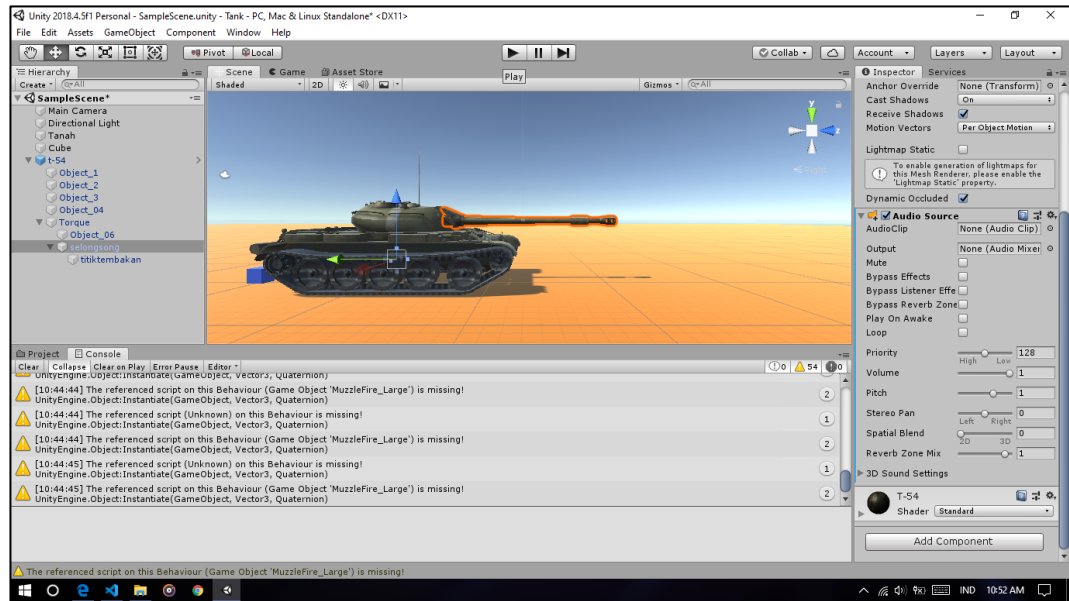 Unity 2018.4.5f1 Personal - SampleScene.unity - Tank - PC, Mac & Linux Standalone* <DX11>
File Edit Assets GameObject Component Window Help
Pivot Local Collab Account Layers Layout
Play
Hierarchy
Create All
SampleScene*
Main Camera
Directional Light
Tanah
Cube
t-54
Object_1
Object_2
Object_3
Object_04
Torque
Object_06
selongsong
titiktembakan
Scene Game Asset Store
Shaded 2D Gizmos All
y
z
Inspector Services
Anchor Override None (Transform)
Cast Shadows On
Receive Shadows
Motion Vectors Per Object Motion
Lightmap Static
To enable generation of lightmaps for
this Mesh Renderer, please enable the
'Lightmap Static' property.
Dynamic Occluded
Audio Source
AudioClip None (Audio Clip)
Output None (Audio Mixer
Mute
Bypass Effects
Bypass Listener Effe
Bypass Reverb Zone
Play On Awake
Loop
Priority 128
High Low
Volume 1
Pitch 1
Stereo Pan 0
Left Right
Spatial Blend 0
2D 3D
Reverb Zone Mix 1
3D Sound Settings
T-54
Shader Standard
Add Component
Project Console
Clear Collapse Clear on Play Error Pause Editor 0 54 0
UnityEngine.Object:Instantiate(GameObject, Vector3, Quaternion)
[10:44:44] The referenced script on this Behaviour (Game Object 'MuzzleFire_Large') is missing!
UnityEngine.Object:Instantiate(GameObject, Vector3, Quaternion)
2
[10:44:44] The referenced script (Unknown) on this Behaviour is missing!
UnityEngine.Object:Instantiate(GameObject, Vector3, Quaternion)
1
[10:44:44] The referenced script on this Behaviour (Game Object 'MuzzleFire_Large') is missing!
UnityEngine.Object:Instantiate(GameObject, Vector3, Quaternion)
2
[10:44:45] The referenced script (Unknown) on this Behaviour is missing!
UnityEngine.Object:Instantiate(GameObject, Vector3, Quaternion)
1
[10:44:45] The referenced script on this Behaviour (Game Object 'MuzzleFire_Large') is missing!
UnityEngine.Object:Instantiate(GameObject, Vector3, Quaternion)
2
The referenced script on this Behaviour (Game Object 'MuzzleFire_Large') is missing!
IND 10:52 AM